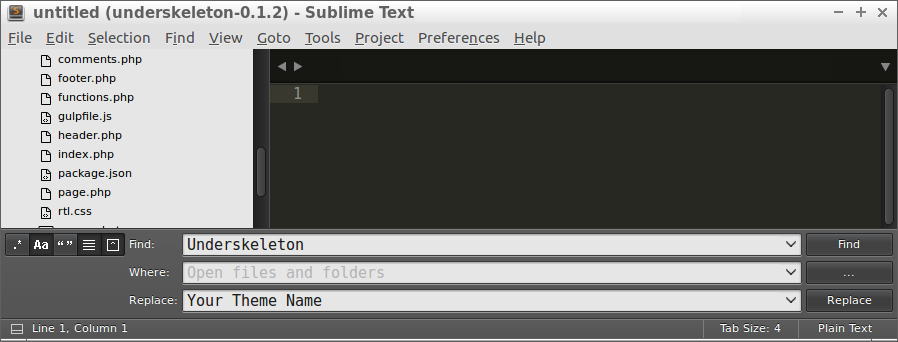 untitled (underskeleton-0.1.2) - Sublime Text
File Edit Selection Find View Goto Tools Project Preferences Help
comments.php
footer.php
functions.php
gulpfile.js
header.php
index.php
package.json
page.php
rtl.css
1
.* Aa “” Find: Underskeleton Find
Where: Open files and folders ...
Replace: Your Theme Name Replace
Line 1, Column 1 Tab Size: 4 Plain Text